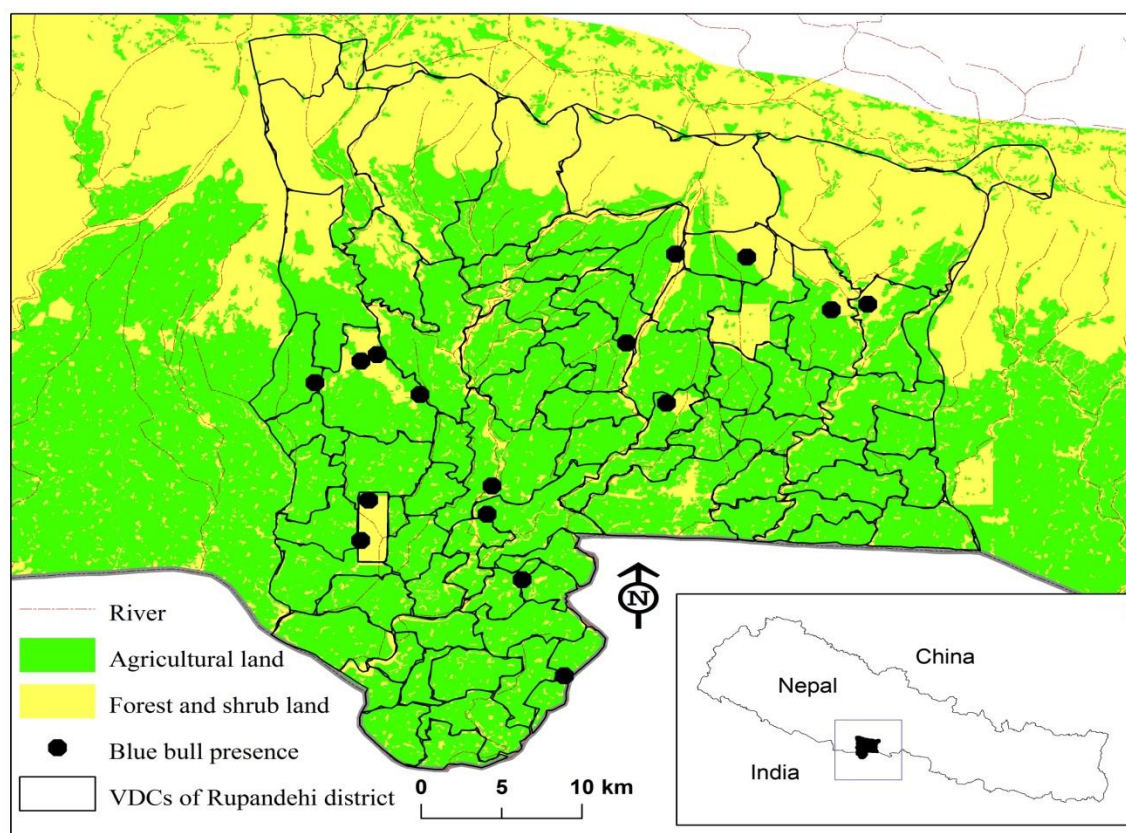 River
Agricultural land
Forest and shrub land
Blue bull presence
VDCs of Rupandehi district
0 5 10 km
N
China
Nepal
India